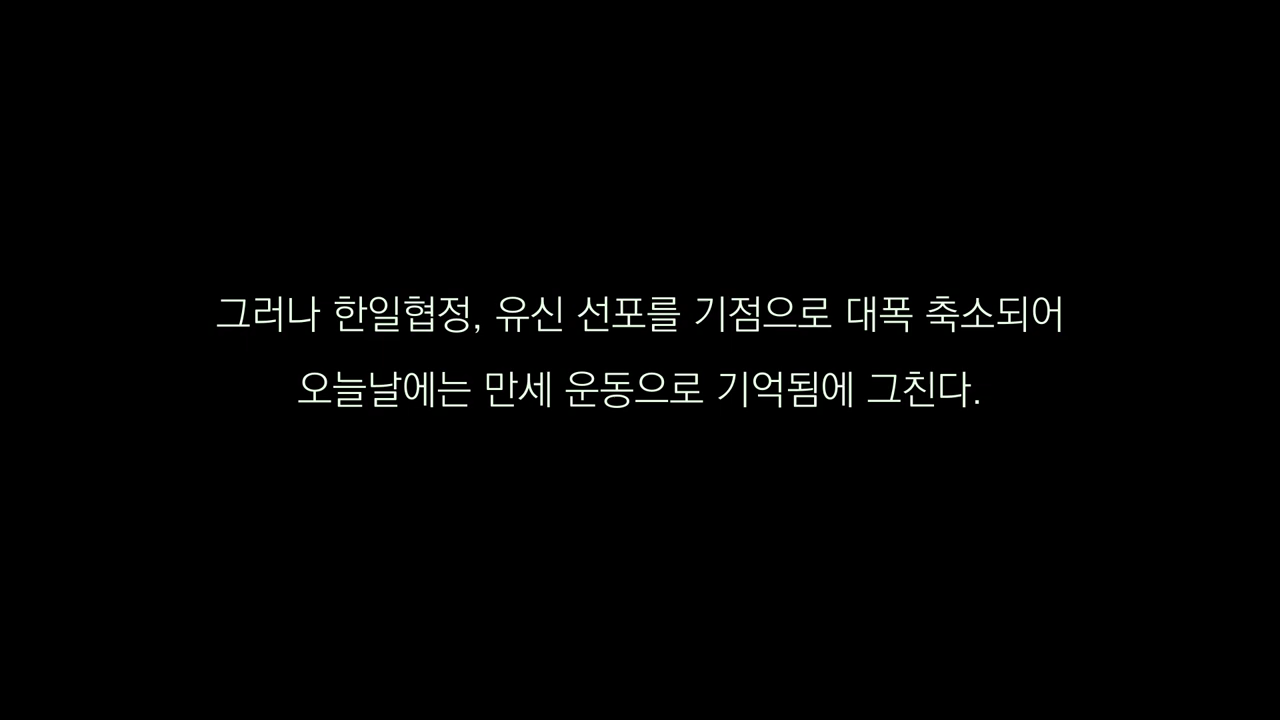 그러나 한일협정, 유신 선포를 기점으로 대폭 축소되어
오늘날에는 만세 운동으로 기억됨에 그친다.